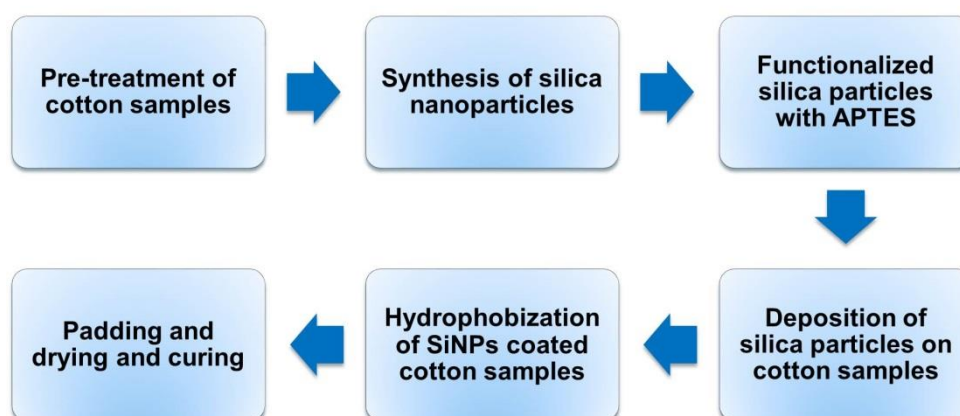 Pre-treatment of
cotton samples
Synthesis of silica
nanoparticles
Functionalized
silica particles
with APTES
Deposition of
silica particles on
cotton samples
Hydrophobization
of SiNPs coated
cotton samples
Padding and
drying and curing